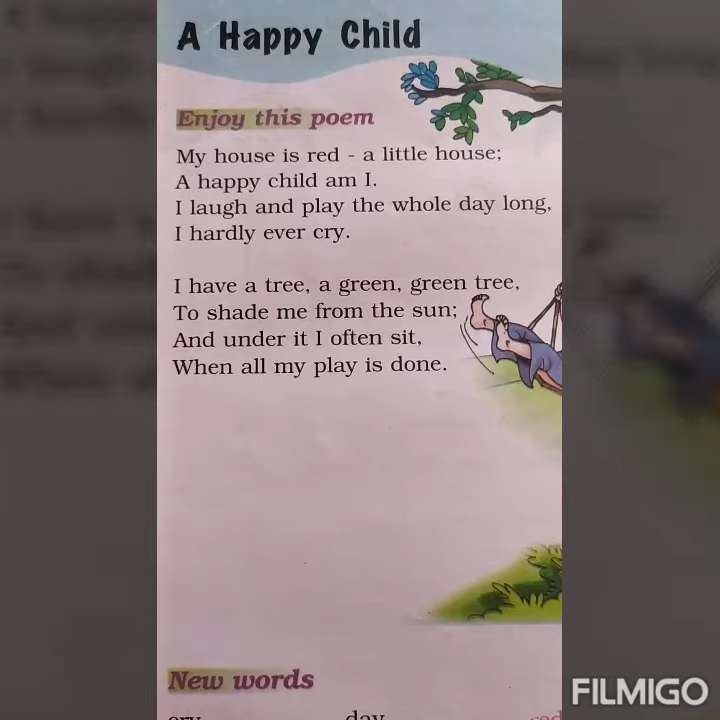 A Happy Child
Enjoy this poem
My house is red - a little house;
A happy child am I.
I laugh and play the whole day long,
I hardly ever cry.
I have a tree, a green, green tree,
To shade me from the sun;
And under it I often sit,
When all my play is done.
New words
cry day red
FILMIGO